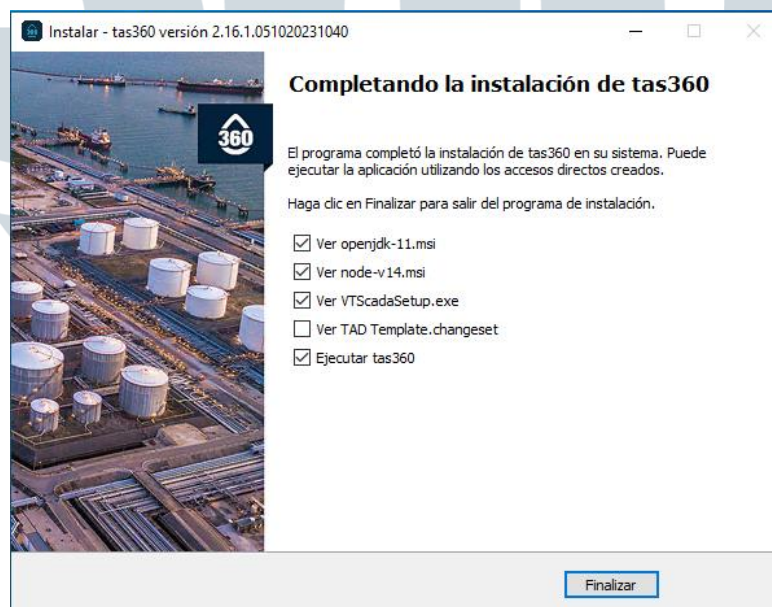 Instalar - tas360 versión 2.16.1.051020231040
Completando la instalación de tas360
360
El programa completó la instalación de tas360 en su sistema. Puede
ejecutar la aplicación utilizando los accesos directos creados.
Haga clic en Finalizar para salir del programa de instalación.
Ver openjdk-11.msi
Ver node-v14.msi
Ver VTScadaSetup.exe
Ver TAD Template.changeset
Ejecutar tas360
Finalizar